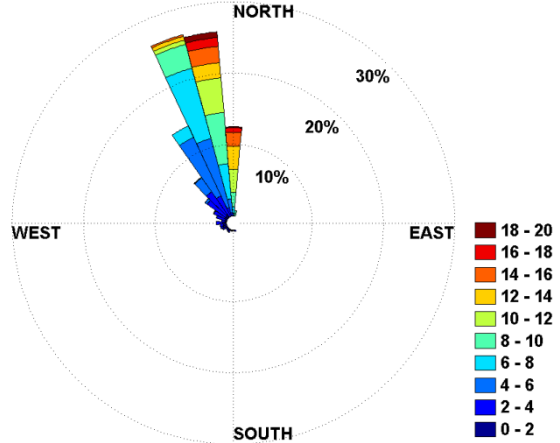 NORTH
30%
20%
10%
WEST
EAST
18 - 20
16 - 18
14 - 16
12 - 14
10 - 12
8 - 10
6 - 8
4 - 6
2 - 4
0 - 2
SOUTH